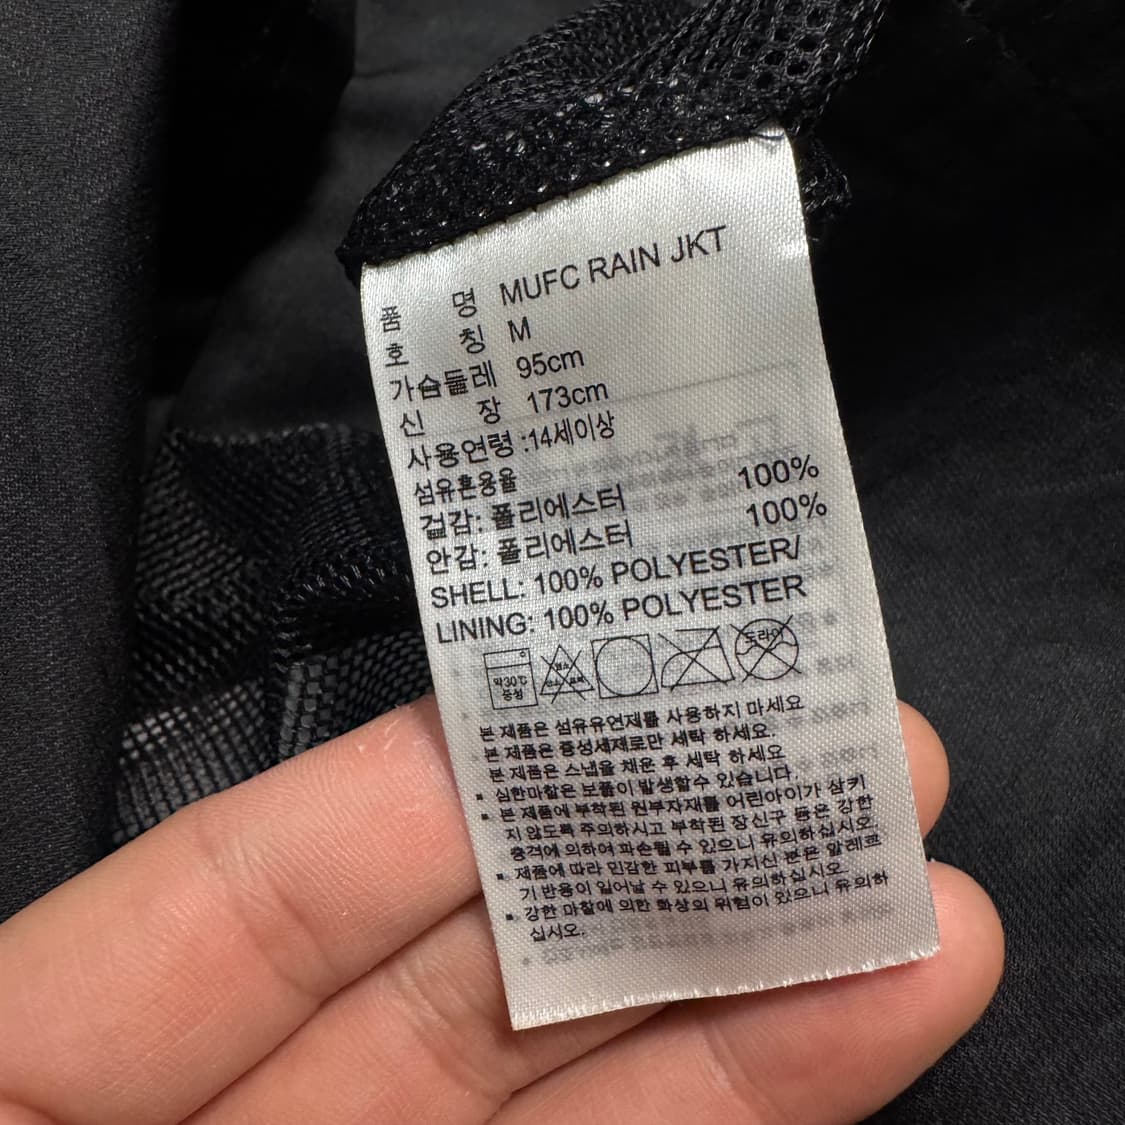 품 명 MUFC RAIN JKT
호 칭 M
가슴둘레 95cm
신 장 173cm
사용연령 :14세이상
섬유혼용율
겉감: 폴리에스터 100%
안감: 폴리에스터 100%
SHELL: 100% POLYESTER/
LINING: 100% POLYESTER
약30℃
중성
드라이
본 제품은 섬유유연제를 사용하지 마세요
본 제품은 중성세제로만 세탁 하세요.
본 제품은 스냅을 채운 후 세탁 하세요
▪ 심한마찰은 보풀이 발생할수 있습니다.
▪ 본 제품에 부착된 원부자재를 어린아이가 삼키
지 않도록 주의하시고 부착된 장신구 등은 강한
충격에 의하여 파손될 수 있으니 유의하십시오
▪ 제품에 따라 민감한 피부를 가지신 분은 알레르
기 반응이 일어날 수 있으니 유의하십시오.
▪ 강한 마찰에 의한 화상의 위험이 있으니 유의하
십시오.